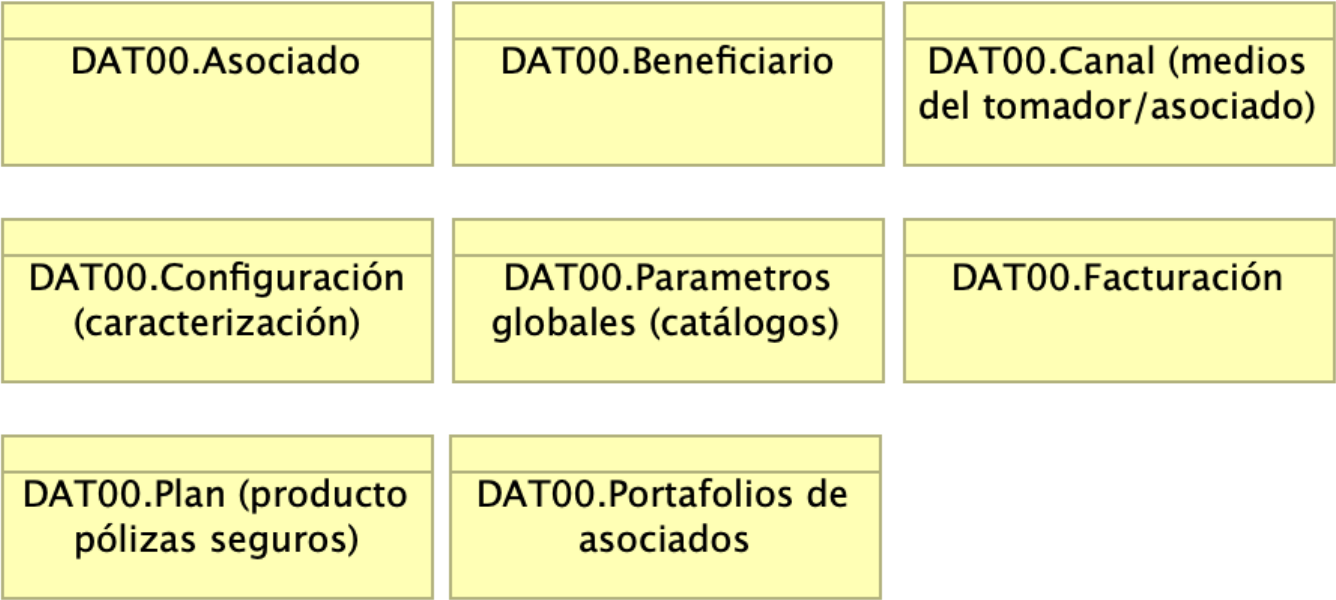 DAT00.Asociado
DAT00.Beneficiario
DAT00.Canal (medios
del tomador/asociado)
DAT00.Configuración
(caracterización)
DAT00.Parametros
globales (catálogos)
DAT00.Facturación
DAT00.Plan (producto
pólizas seguros)
DAT00.Portafolios de
asociados